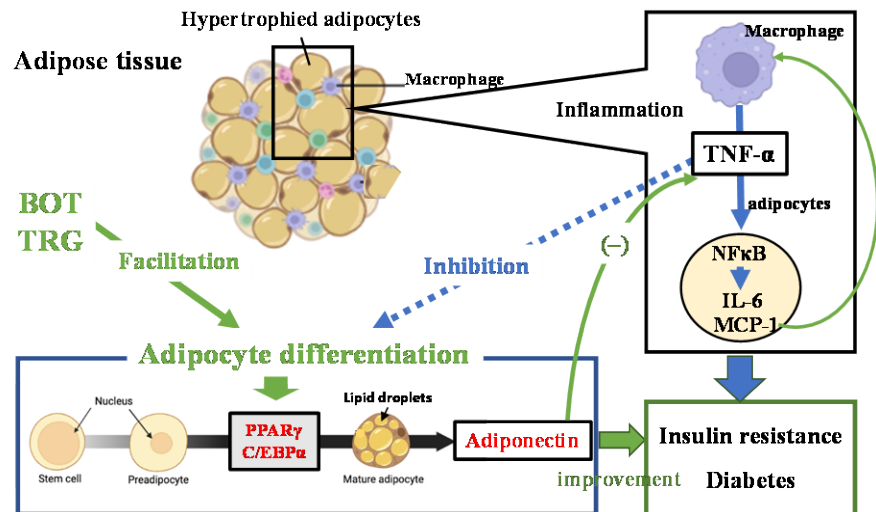 Hypertrophied adipocytes
Adipose tissue
Macrophage
Inflammation
Macrophage
TNF-α
adipocytes
NFκB
IL-6
MCP-1
BOT
TRG
Facilitation
Inhibition
(–)
Adipocyte differentiation
Nucleus
Lipid droplets
PPARγ
C/EBPα
Adiponectin
Stem cell
Preadipocyte
Mature adipocyte
improvement
Insulin resistance
Diabetes